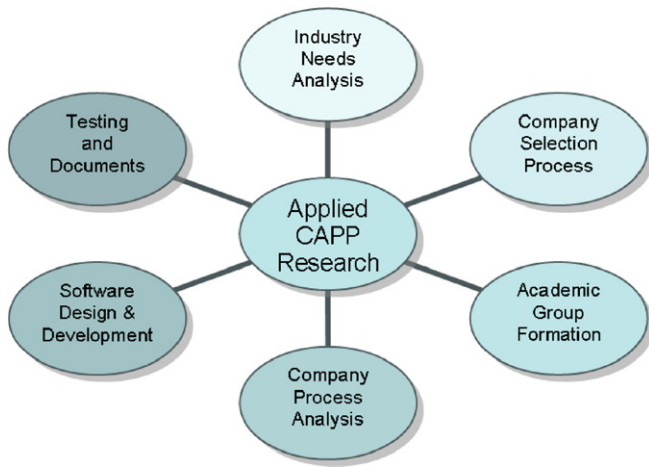 Industry
Needs
Analysis
Company
Selection
Process
Academic
Group
Formation
Company
Process
Analysis
Software
Design &
Development
Testing
and
Documents
Applied
CAPP
Research